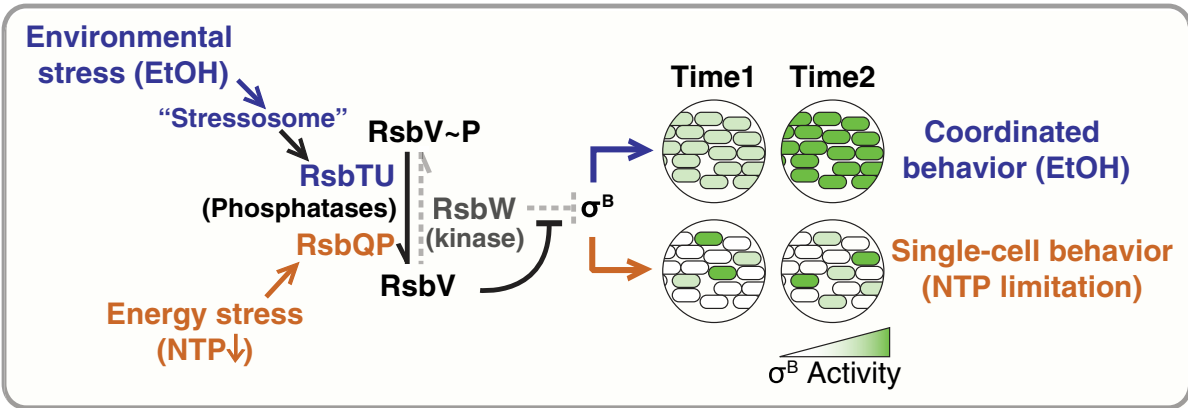 Environmental
stress (EtOH)
“Stressosome”
RsbTU
(Phosphatases)
RsbQP
Energy stress
(NTP↓)
RsbV~P
RsbW
(kinase)
RsbV
σᴮ
Time1
Time2
Coordinated
behavior (EtOH)
Single-cell behavior
(NTP limitation)
σᴮ Activity